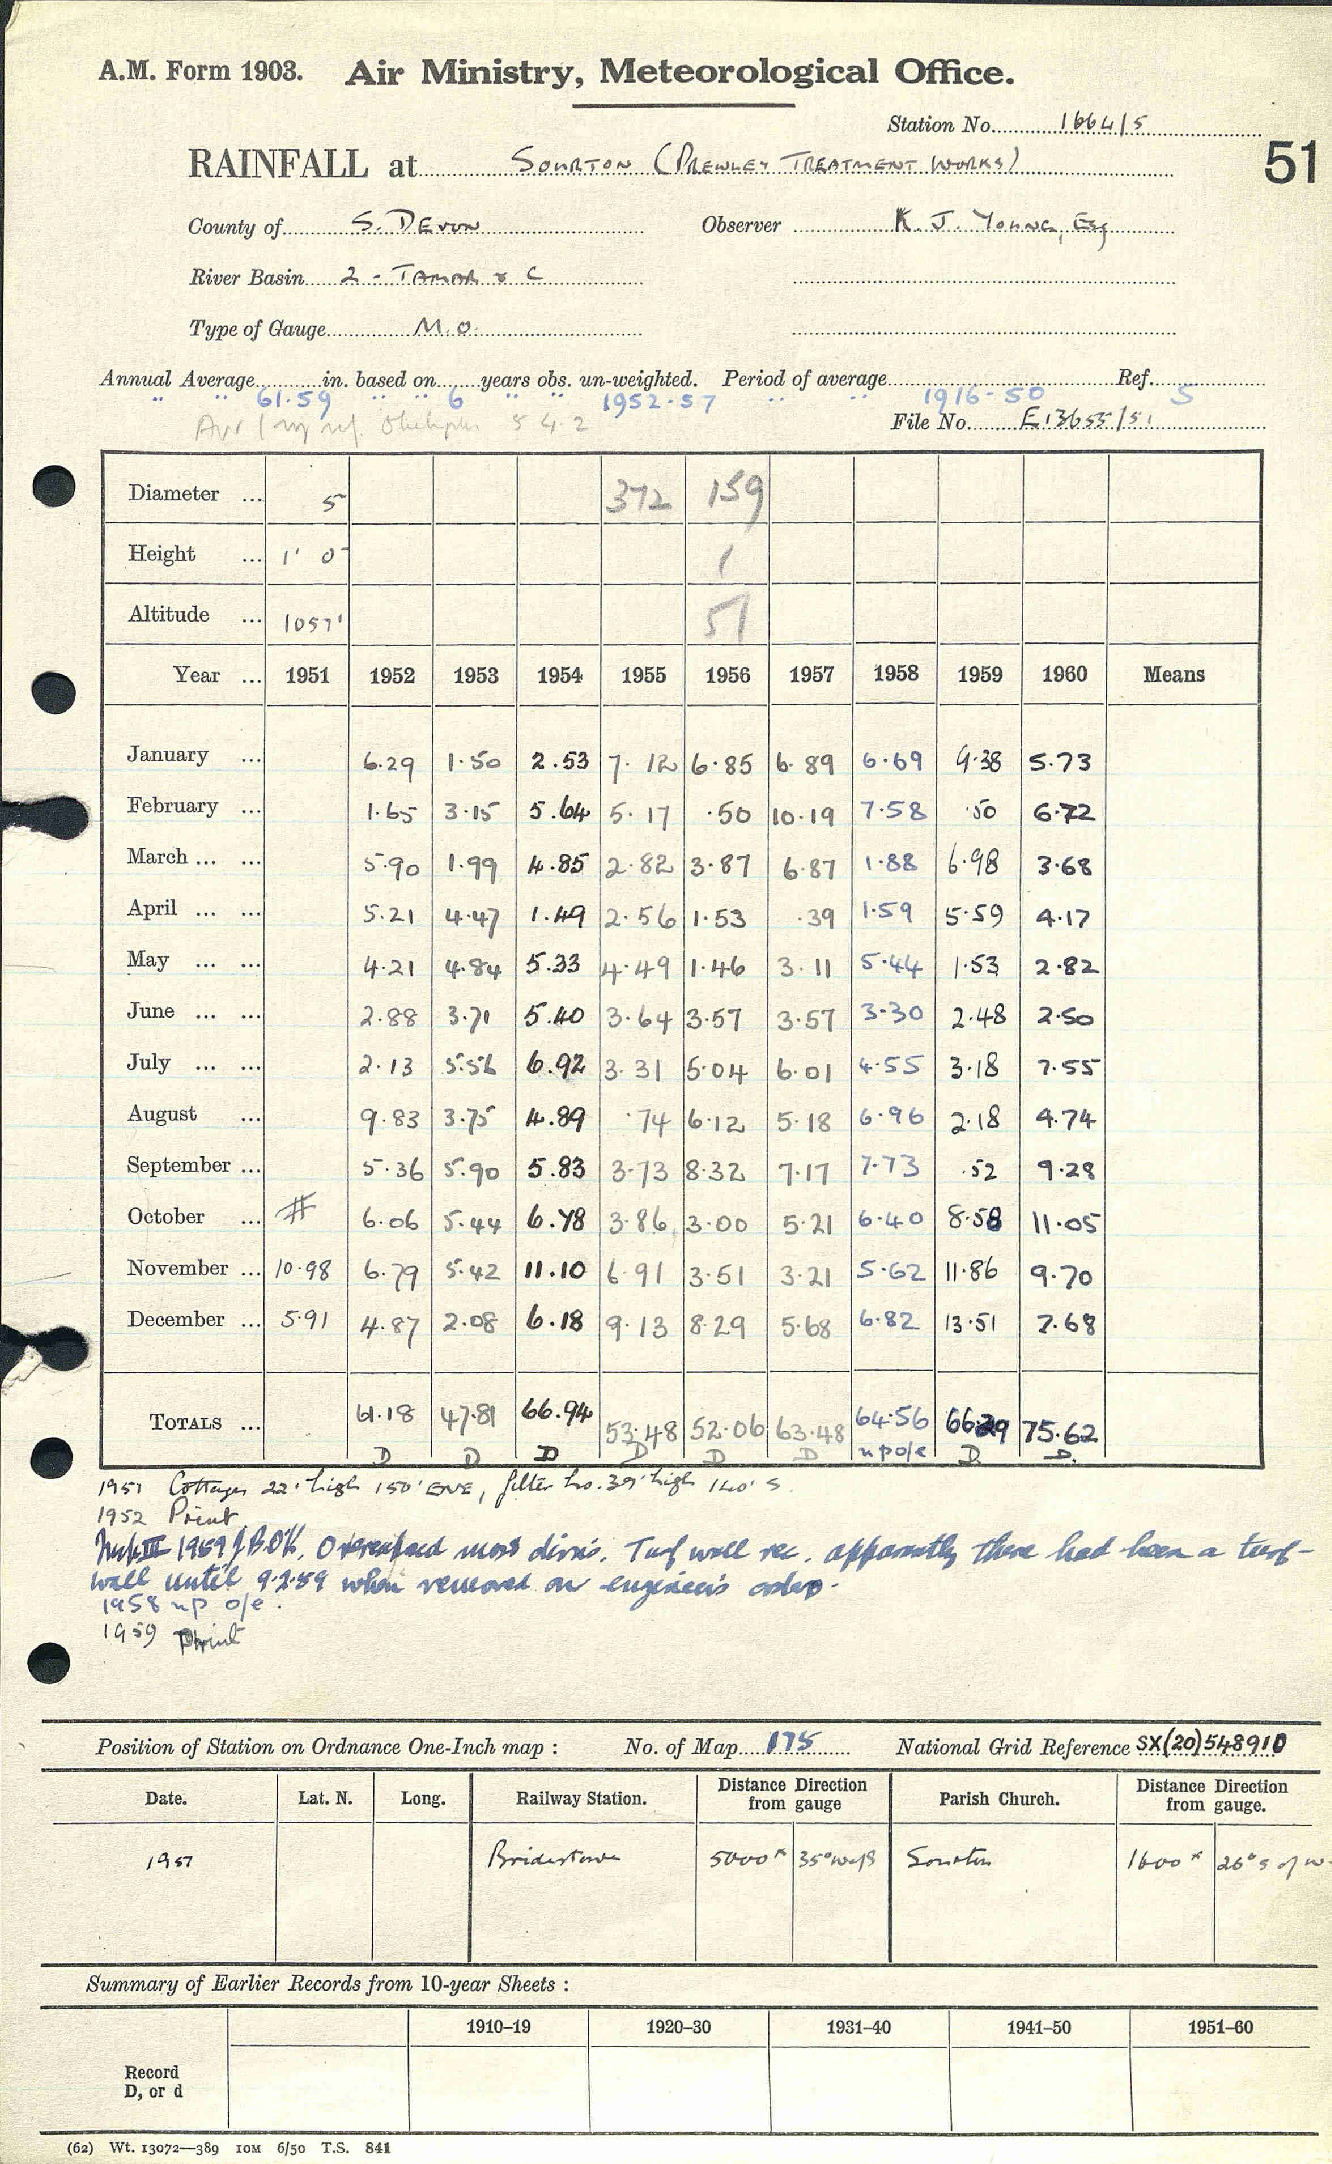 A.M. Form 1903. Air Ministry, Meteorological Office.
Station No. 1664/5
51
RAINFALL at SOURTON (PREWLEY TREATMENT WORKS)
County of S. DEVON Observer K. J. YOUNG, Esq
River Basin 2 - TAMAR & C
Type of Gauge M.O.
Annual Average in. based on years obs. un-weighted. Period of average Ref.
" " 61.59 " " 6 " " 1952-57 " " 1916-50 5
542
File No. E13655/51
Diameter ... 5 372 159
Height ... 1' 0" 1
Altitude ... 1057' 51
Year ... 1951 1952 1953 1954 1955 1956 1957 1958 1959 1960 Means
January ... 6.29 1.50 2.53 7.12 6.85 6.89 6.69 9.38 5.73
February ... 1.65 3.15 5.64 5.17 .50 10.19 7.58 .50 6.72
March ... ... 5.90 1.99 4.85 2.82 3.87 6.87 1.88 6.98 3.68
April ... ... 5.21 4.47 1.49 2.56 1.53 .39 1.59 5.59 4.17
May ... ... 4.21 4.84 5.33 4.49 1.46 3.11 5.44 1.53 2.82
June ... ... 2.88 3.71 5.40 3.64 3.57 3.57 3.30 2.48 2.50
July ... ... 2.13 5.56 6.92 3.31 5.04 6.01 4.55 3.18 7.55
August ... 9.83 3.75 4.89 .74 6.12 5.18 6.96 2.18 4.74
September ... 5.36 5.90 5.83 3.73 8.32 7.17 7.73 .52 9.28
October ... # 6.06 5.44 6.78 3.86 3.00 5.21 6.40 8.58 11.05
November ... 10.98 6.79 5.42 11.10 6.91 3.51 3.21 5.62 11.86 9.70
December ... 5.91 4.87 2.08 6.18 9.13 8.29 5.68 6.82 13.51 7.68
TOTALS ... 61.18 47.81 66.94 53.48 52.06 63.48 64.56 66.29 75.62
D D D D D D np o/e D D.
1951 Cottages 22' high 150' ENE, filter ho. 39' high 140' S.
1952 Print
1959 Overexposed most dirns. Turf wall rec. apparently there had been a turf-
wall until 9.2.59 when removed on engineer's orders.
1958 np o/e.
1959 Print
Position of Station on Ordnance One-Inch map : No. of Map 175 National Grid Reference SX(20)548910
Date. Lat. N. Long. Railway Station. Distance Direction from gauge Parish Church. Distance Direction from gauge.
1951 Bridestowe 5000x 35° W of S Sourton 1600x 26° S of W
Summary of Earlier Records from 10-year Sheets :
1910–19 1920–30 1931–40 1941–50 1951–60
Record
D, or d
(62) Wt. 13072—389 10M 6/50 T.S. 841